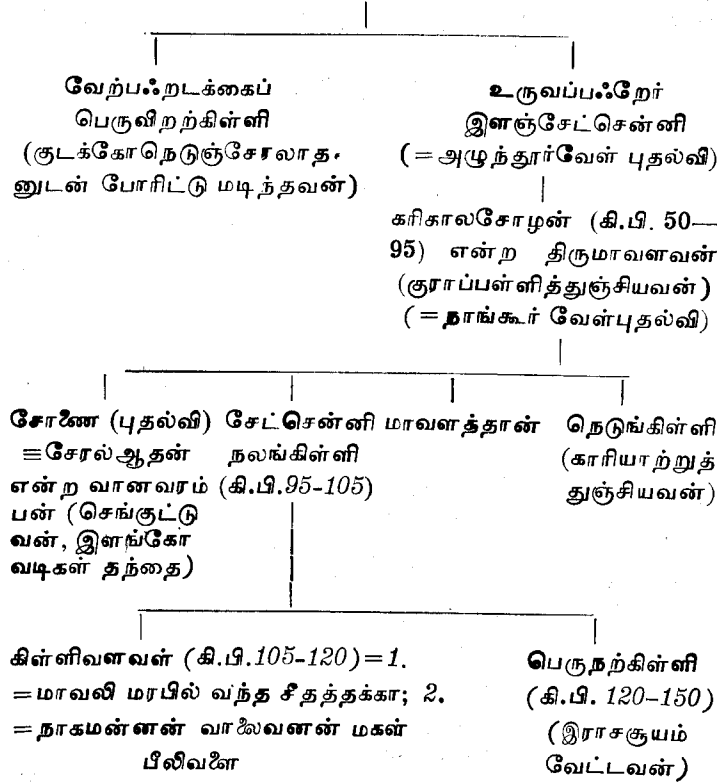 வேற்பஃறடக்கைப்
பெருவிறற்கிள்ளி
(குடக்கோநெடுஞ்சேரலாத
னுடன் போரிட்டு மடிந்தவன்)
உருவப்பஃறேர்
இளஞ்சேட்சென்னி
(=அழுந்தூர்வேள் புதல்வி)
கரிகாலசோழன் (கி.பி. 50—
95) என்ற திருமாவளவன்
(குராப்பள்ளித்துஞ்சியவன்)
(=நாங்கூர் வேள்புதல்வி)
சோணை (புதல்வி)
≡சேரல்ஆதன்
என்ற வானவரம்
பன் (செங்குட்டு
வன், இளங்கோ
வடிகள் தந்தை)
சேட்சென்னி
நலங்கிள்ளி
(கி.பி.95-105)
மாவளத்தான்
நெடுங்கிள்ளி
(காரியாற்றுத்
துஞ்சியவன்)
கிள்ளிவளவள் (கி.பி.105-120)=1.
=மாவலி மரபில் வந்த சீதத்தக்கா; 2.
=நாகமன்னன் வாலைவனன் மகள்
பீலிவளை
பெருநற்கிள்ளி
(கி.பி. 120-150)
(இராசசூயம்
வேட்டவன்)